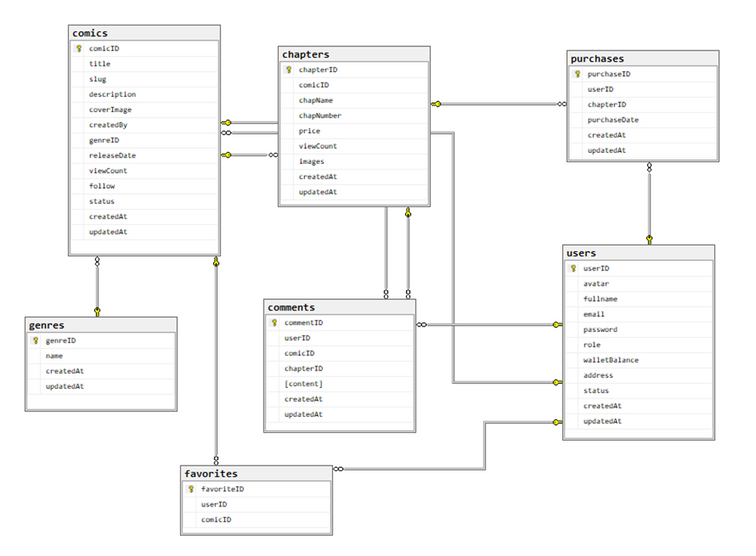 comics
comicID
title
slug
description
coverImage
createdBy
genreID
releaseDate
viewCount
follow
status
createdAt
updatedAt
chapters
chapterID
comicID
chapName
chapNumber
price
viewCount
images
createdAt
updatedAt
purchases
purchaseID
userID
chapterID
purchaseDate
createdAt
updatedAt
users
userID
avatar
fullname
email
password
role
walletBalance
address
status
createdAt
updatedAt
comments
commentID
userID
comicID
chapterID
[content]
createdAt
updatedAt
genres
genreID
name
createdAt
updatedAt
favorites
favoriteID
userID
comicID